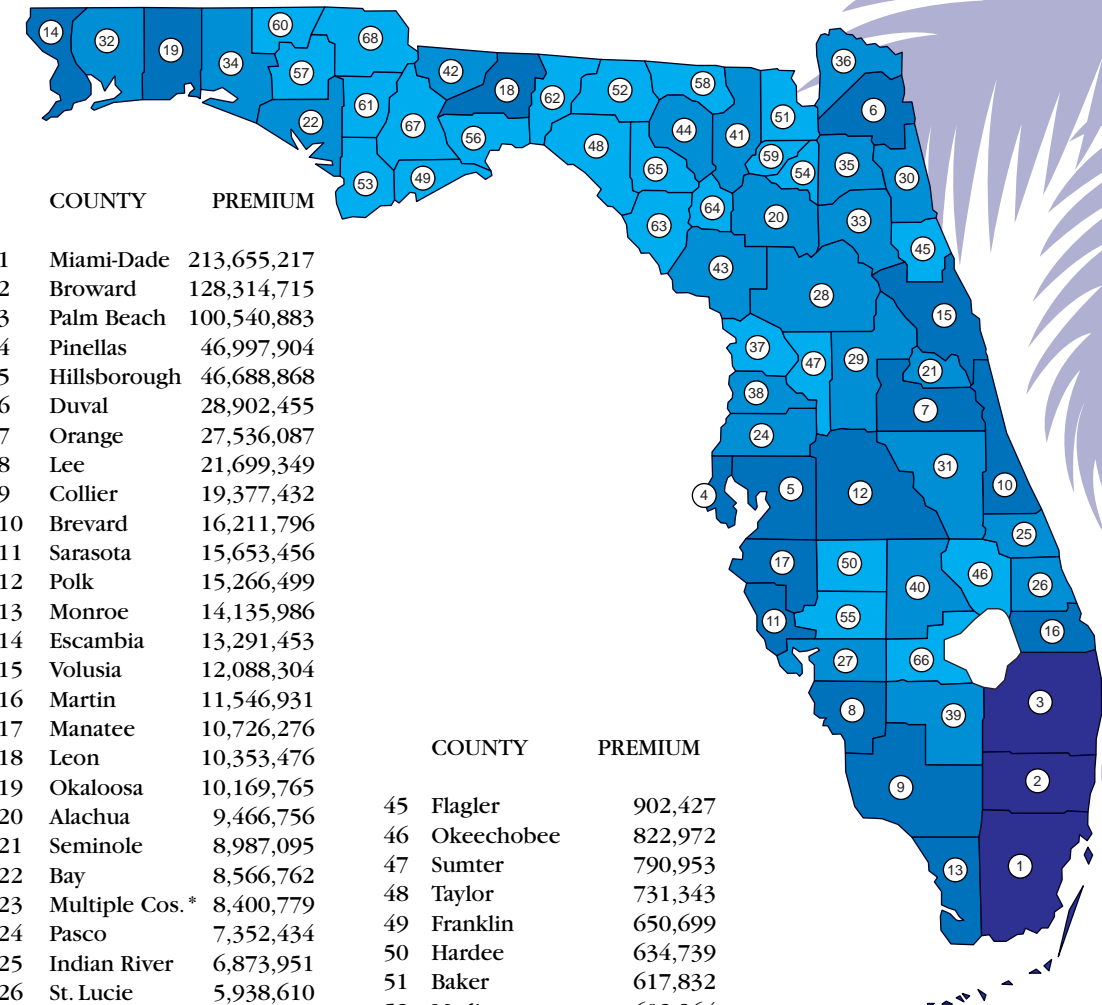 COUNTY PREMIUM
1 Miami-Dade 213,655,217
2 Broward 128,314,715
3 Palm Beach 100,540,883
4 Pinellas 46,997,904
5 Hillsborough 46,688,868
6 Duval 28,902,455
7 Orange 27,536,087
8 Lee 21,699,349
9 Collier 19,377,432
10 Brevard 16,211,796
11 Sarasota 15,653,456
12 Polk 15,266,499
13 Monroe 14,135,986
14 Escambia 13,291,453
15 Volusia 12,088,304
16 Martin 11,546,931
17 Manatee 10,726,276
18 Leon 10,353,476
19 Okaloosa 10,169,765
20 Alachua 9,466,756
21 Seminole 8,987,095
22 Bay 8,566,762
23 Multiple Cos.* 8,400,779
24 Pasco 7,352,434
25 Indian River 6,873,951
26 St. Lucie 5,938,610
COUNTY PREMIUM
45 Flagler 902,427
46 Okeechobee 822,972
47 Sumter 790,953
48 Taylor 731,343
49 Franklin 650,699
50 Hardee 634,739
51 Baker 617,832
14
32
19
34
60
57
68
22
61
53
67
49
42
18
56
62
52
58
48
44
41
51
65
59
54
63
64
20
43
36
6
35
30
33
45
28
15
37
47
29
21
38
7
24
31
4
5
12
10
25
17
50
40
46
26
11
55
16
27
66
8
39
3
9
2
13
1